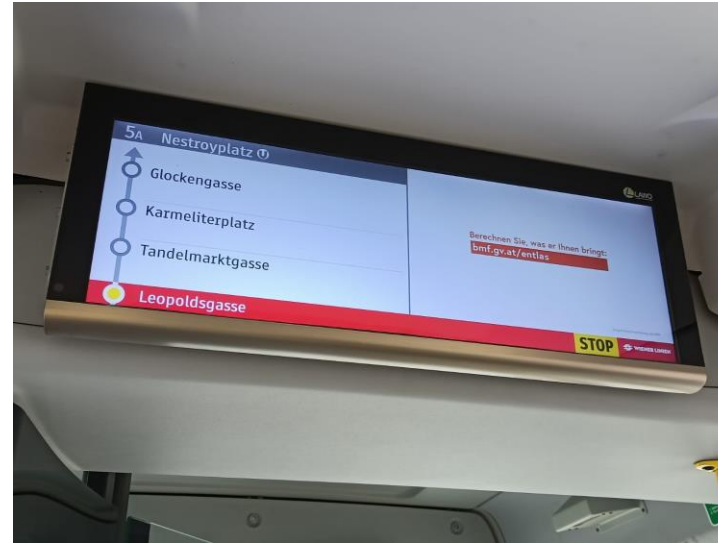 5A Nestroyplatz U
Glockengasse
Karmeliterplatz
Tandelmarktgasse
Leopoldsgasse
LAWO
Berechnen Sie, was er Ihnen bringt:
bmf.gv.at/entlas
STOP WIENER LINIEN